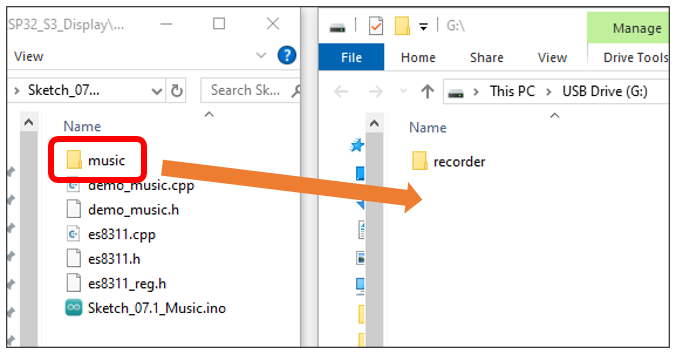 SP32_S3_Display\...
View
Sketch_07...
Search Sk...
Name
music
demo_music.cpp
demo_music.h
es8311.cpp
es8311.h
es8311_reg.h
Sketch_07.1_Music.ino
G:\
Manage
File
Home
Share
View
Drive Tools
This PC
USB Drive (G:)
Name
recorder